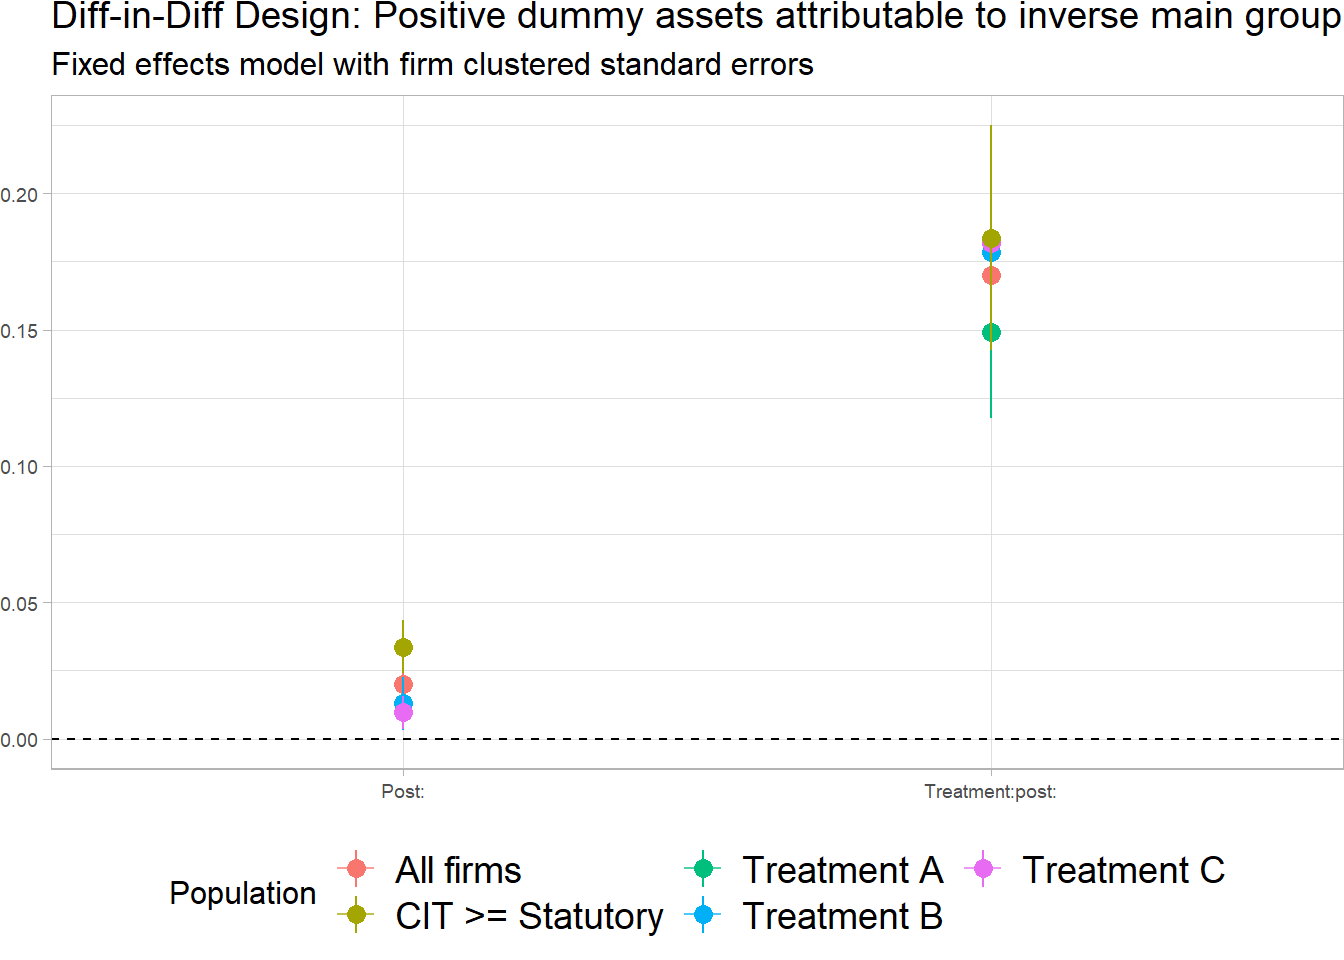 Diff-in-Diff Design: Positive dummy assets attributable to inverse main group
Fixed effects model with firm clustered standard errors
0.20
0.15
0.10
0.05
0.00
Post:
Treatment:post:
Population
All firms
CIT >= Statutory
Treatment A
Treatment B
Treatment C